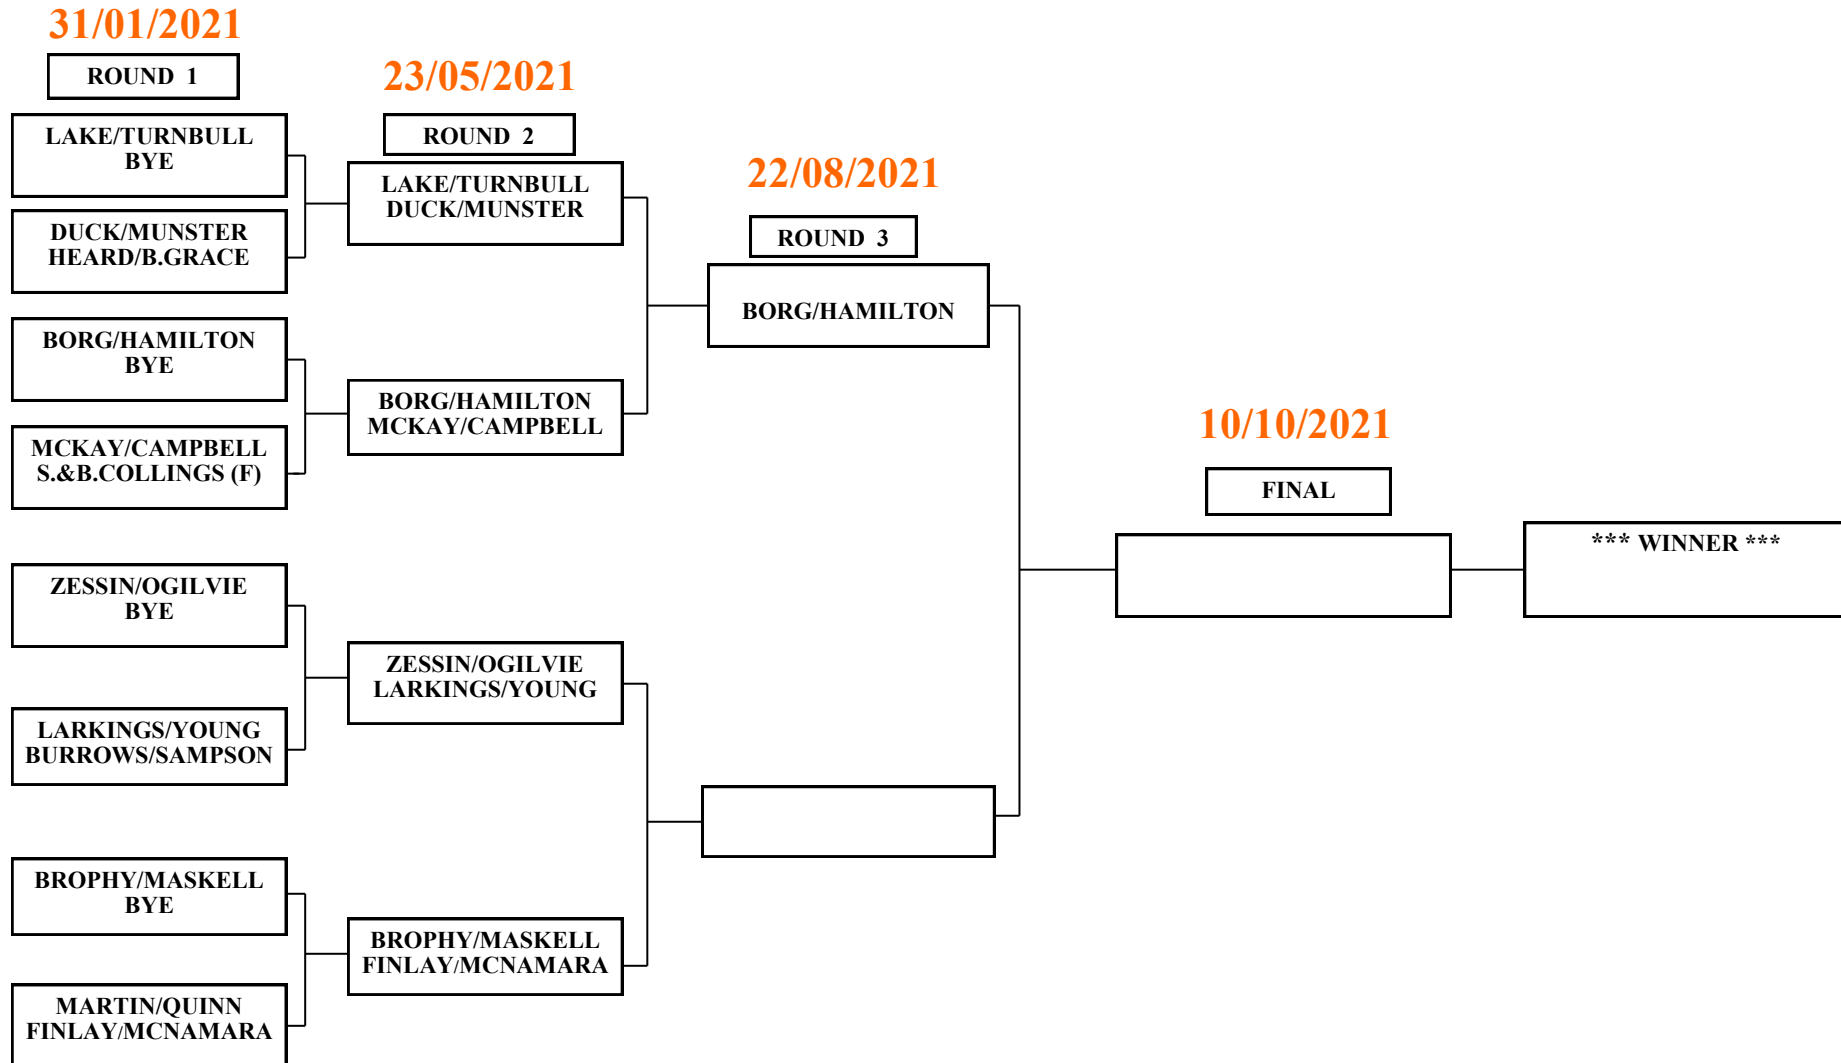 31/01/2021
ROUND 1
LAKE/TURNBULL
BYE
DUCK/MUNSTER
HEARD/B.GRACE
BORG/HAMILTON
BYE
MCKAY/CAMPBELL
S.&B.COLLINGS (F)
ZESSIN/OGILVIE
BYE
LARKINGS/YOUNG
BURROWS/SAMPSON
BROPHY/MASKELL
BYE
MARTIN/QUINN
FINLAY/MCNAMARA
23/05/2021
ROUND 2
LAKE/TURNBULL
DUCK/MUNSTER
BORG/HAMILTON
MCKAY/CAMPBELL
ZESSIN/OGILVIE
LARKINGS/YOUNG
BROPHY/MASKELL
FINLAY/MCNAMARA
22/08/2021
ROUND 3
BORG/HAMILTON
10/10/2021
FINAL
*** WINNER ***